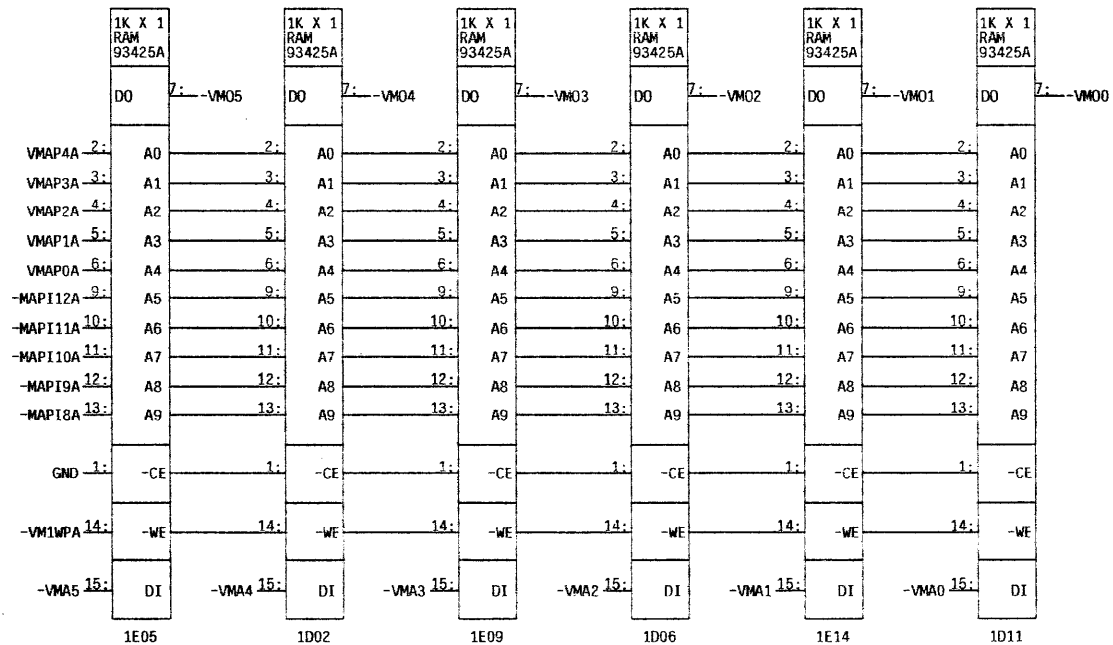 1K X 1 1K X 1 1K X 1 1K X 1 1K X 1 1K X 1
RAM RAM RAM RAM RAM RAM
93425A 93425A 93425A 93425A 93425A 93425A
DO 7: -VMO5 DO 7: -VMO4 DO 7: -VMO3 DO 7: -VMO2 DO 7: -VMO1 DO 7: -VMO0
VMAP4A 2: A0 2: A0 2: A0 2: A0 2: A0 2: A0
VMAP3A 3: A1 3: A1 3: A1 3: A1 3: A1 3: A1
VMAP2A 4: A2 4: A2 4: A2 4: A2 4: A2 4: A2
VMAP1A 5: A3 5: A3 5: A3 5: A3 5: A3 5: A3
VMAP0A 6: A4 6: A4 6: A4 6: A4 6: A4 6: A4
-MAPI12A 9: A5 9: A5 9: A5 9: A5 9: A5 9: A5
-MAPI11A 10: A6 10: A6 10: A6 10: A6 10: A6 10: A6
-MAPI10A 11: A7 11: A7 11: A7 11: A7 11: A7 11: A7
-MAPI9A 12: A8 12: A8 12: A8 12: A8 12: A8 12: A8
-MAPI8A 13: A9 13: A9 13: A9 13: A9 13: A9 13: A9
GND 1: -CE 1: -CE 1: -CE 1: -CE 1: -CE 1: -CE
-VM1WPA 14: -WE 14: -WE 14: -WE 14: -WE 14: -WE 14: -WE
-VMA5 15: DI -VMA4 15: DI -VMA3 15: DI -VMA2 15: DI -VMA1 15: DI -VMA0 15: DI
1E05 1D02 1E09 1D06 1E14 1D11